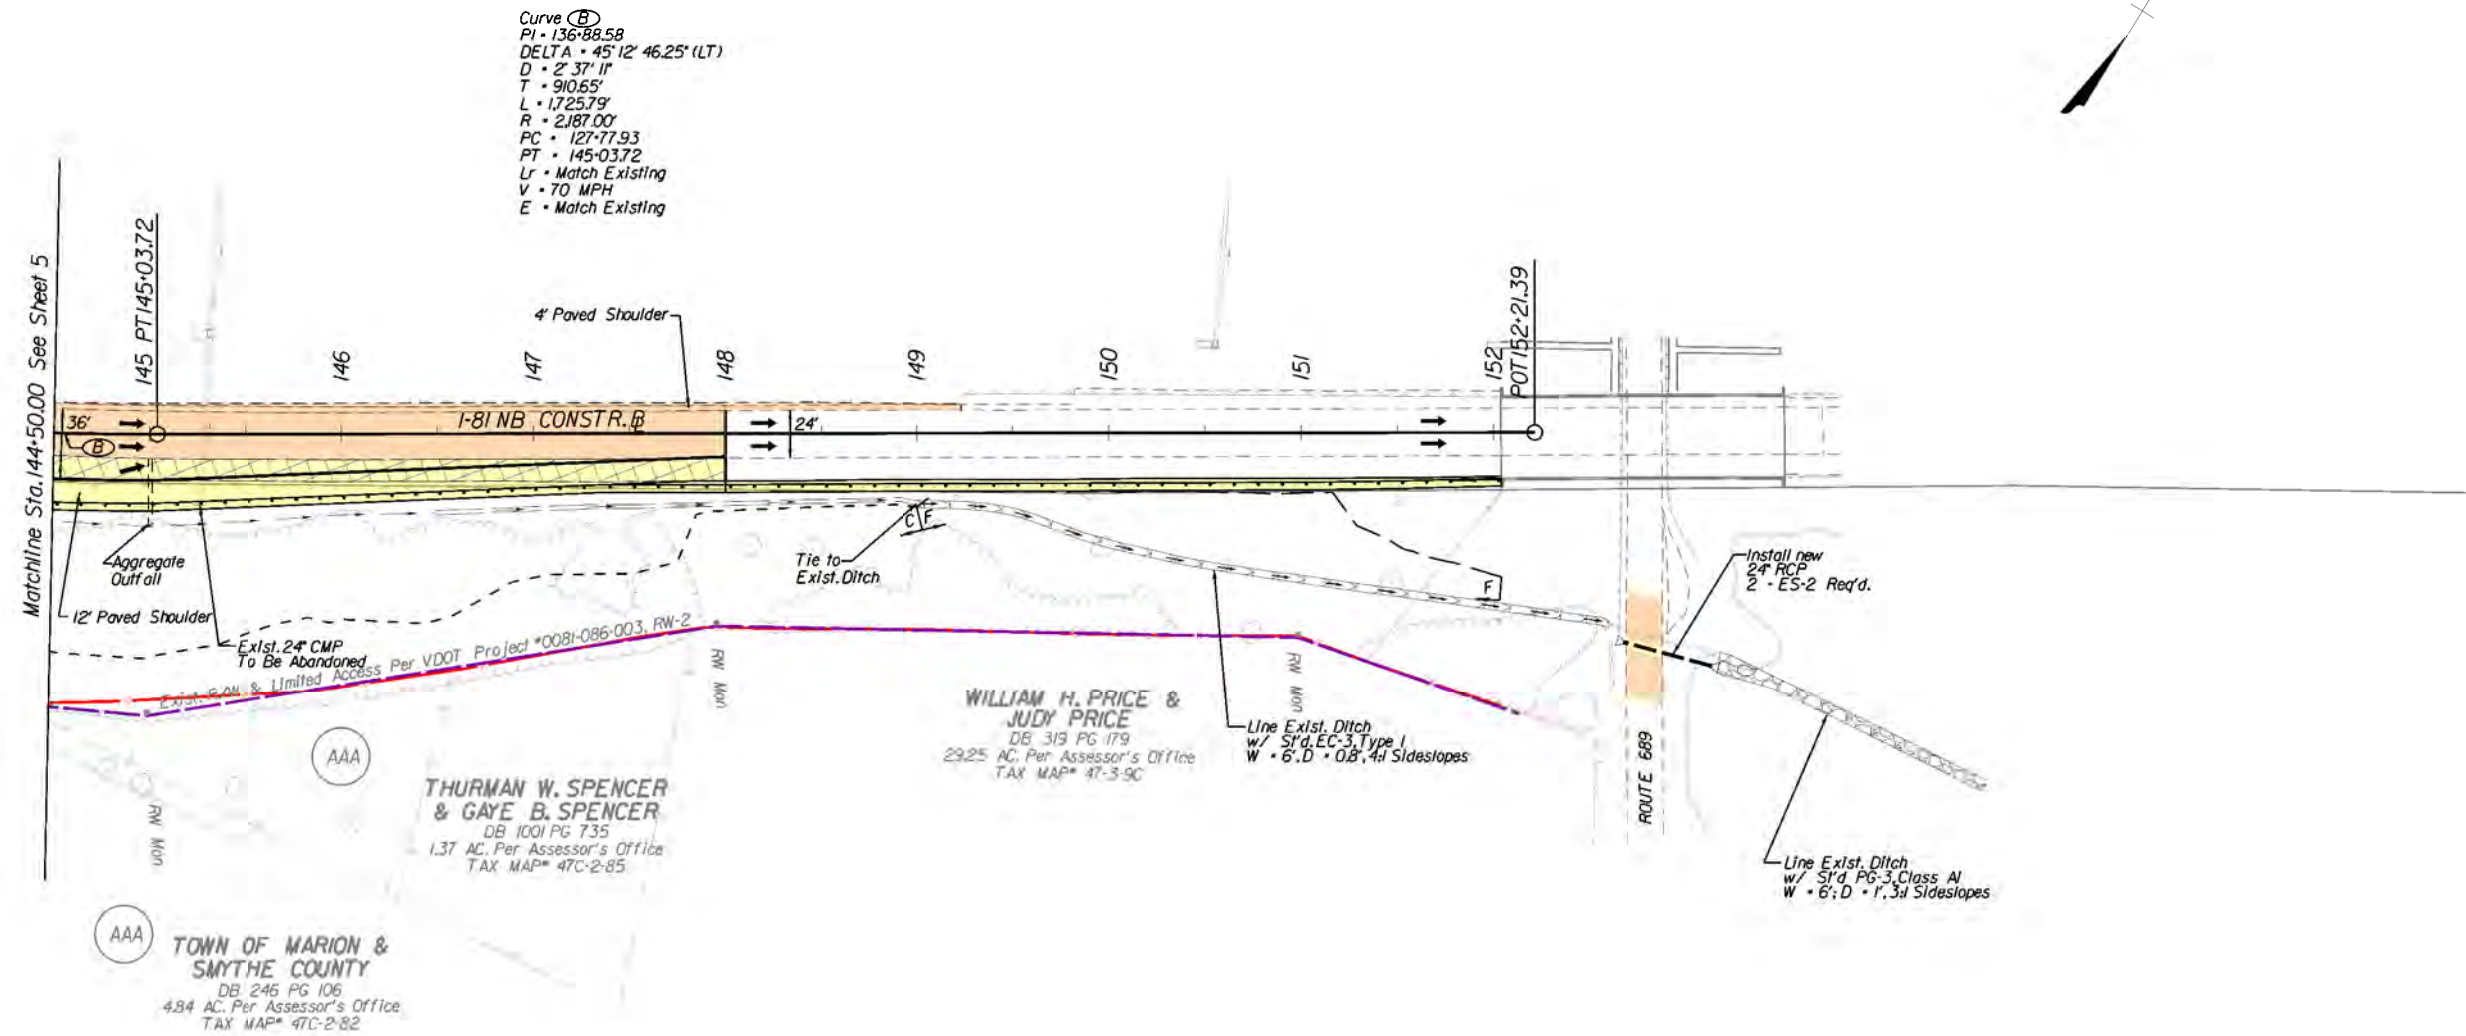 Curve B
PI = 136+88.58
DELTA = 45° 12' 46.25" (LT)
D = 2° 37' 11"
T = 910.65'
L = 1,725.79'
R = 2,187.00'
PC = 127+77.93
PT = 145+03.72
Lr = Match Existing
V = 70 MPH
E = Match Existing
Matchline Sta. 144+50.00 See Sheet 5
145 PT 145+03.72
146
147
148
149
150
151
152
POT 152+21.39
4' Paved Shoulder
36'
B
I-81 NB CONSTR. ℄
24'
Aggregate
Outfall
12' Paved Shoulder
Exist. 24" CMP
To Be Abandoned
Exist. R/W & Limited Access Per VDOT Project #0081-086-003, RW-2
C F
Tie to
Exist. Ditch
F
Install new
24" RCP
2 - ES-2 Req'd.
RW Mon
RW Mon
RW Mon
Line Exist. Ditch
w/ St'd. EC-3, Type I
W = 6', D = 0.8', 4:1 Sideslopes
ROUTE 689
Line Exist. Ditch
w/ St'd PG-3, Class AI
W = 6'; D = 1', 3:1 Sideslopes
WILLIAM H. PRICE &
JUDY PRICE
DB 319 PG 179
29.25 AC. Per Assessor's Office
TAX MAP# 47-3-9C
AAA
THURMAN W. SPENCER
& GAYE B. SPENCER
DB 1001 PG 735
1.37 AC. Per Assessor's Office
TAX MAP# 47C-2-85
AAA
TOWN OF MARION &
SMYTHE COUNTY
DB 246 PG 106
4.84 AC. Per Assessor's Office
TAX MAP# 47C-2-82